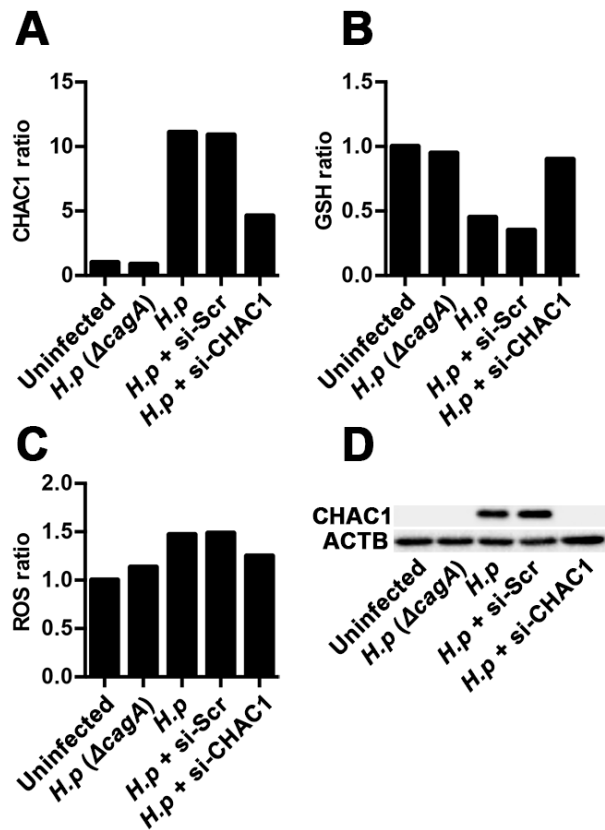 A
CHAC1 ratio
15
10
5
0
Uninfected
H.p (ΔcagA)
H.p
H.p + si-Scr
H.p + si-CHAC1
B
GSH ratio
1.5
1.0
0.5
0.0
Uninfected
H.p (ΔcagA)
H.p
H.p + si-Scr
H.p + si-CHAC1
C
ROS ratio
2.0
1.5
1.0
0.5
0.0
Uninfected
H.p (ΔcagA)
H.p
H.p + si-Scr
H.p + si-CHAC1
D
CHAC1
ACTB
Uninfected
H.p (ΔcagA)
H.p
H.p + si-Scr
H.p + si-CHAC1